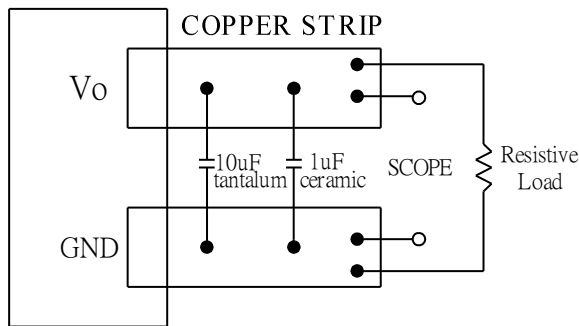 COPPER STRIP
Vo
10uF
tantalum
1uF
ceramic
SCOPE
Resistive
Load
GND